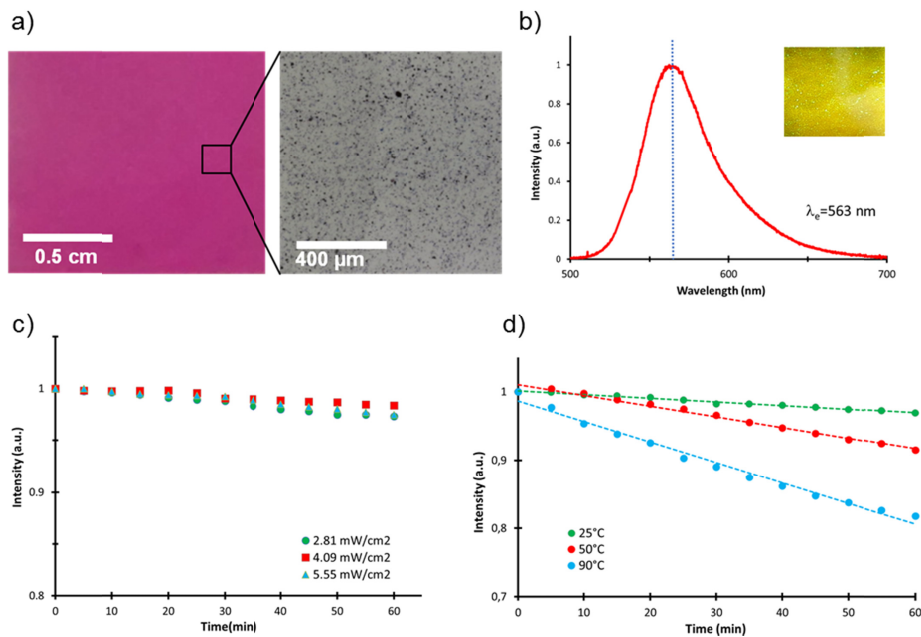 a)
0.5 cm
400 µm
b)
Intensity (a.u.)
1
0.8
0.6
0.4
0.2
0
500
600
700
Wavelength (nm)
λe=563 nm
c)
Intensity (a.u.)
1
0.9
0.8
0
10
20
30
40
50
60
Time(min)
2.81 mW/cm2
4.09 mW/cm2
5.55 mW/cm2
d)
Intensity (a.u.)
1
0,9
0,8
0,7
0
10
20
30
40
50
60
Time (min)
25°C
50°C
90°C